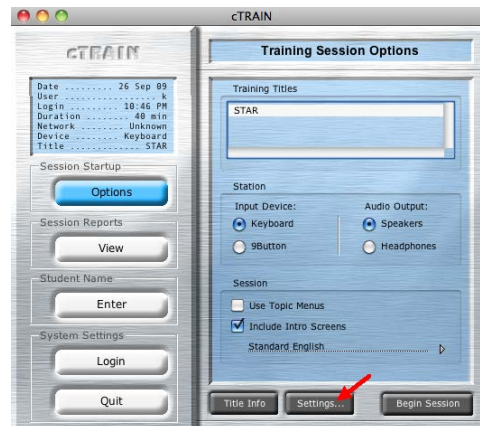 cTRAIN
cTRAIN
Date ......... 26 Sep 09
User ................ k
Login ........ 10:46 PM
Duration ....... 40 min
Network ....... Unknown
Device ....... Keyboard
Title ............ STAR
Session Startup
Options
Session Reports
View
Student Name
Enter
System Settings
Login
Quit
Training Session Options
Training Titles
STAR
Station
Input Device:
Audio Output:
Keyboard
Speakers
9Button
Headphones
Session
Use Topic Menus
Include Intro Screens
Standard English
Title Info
Settings...
Begin Session